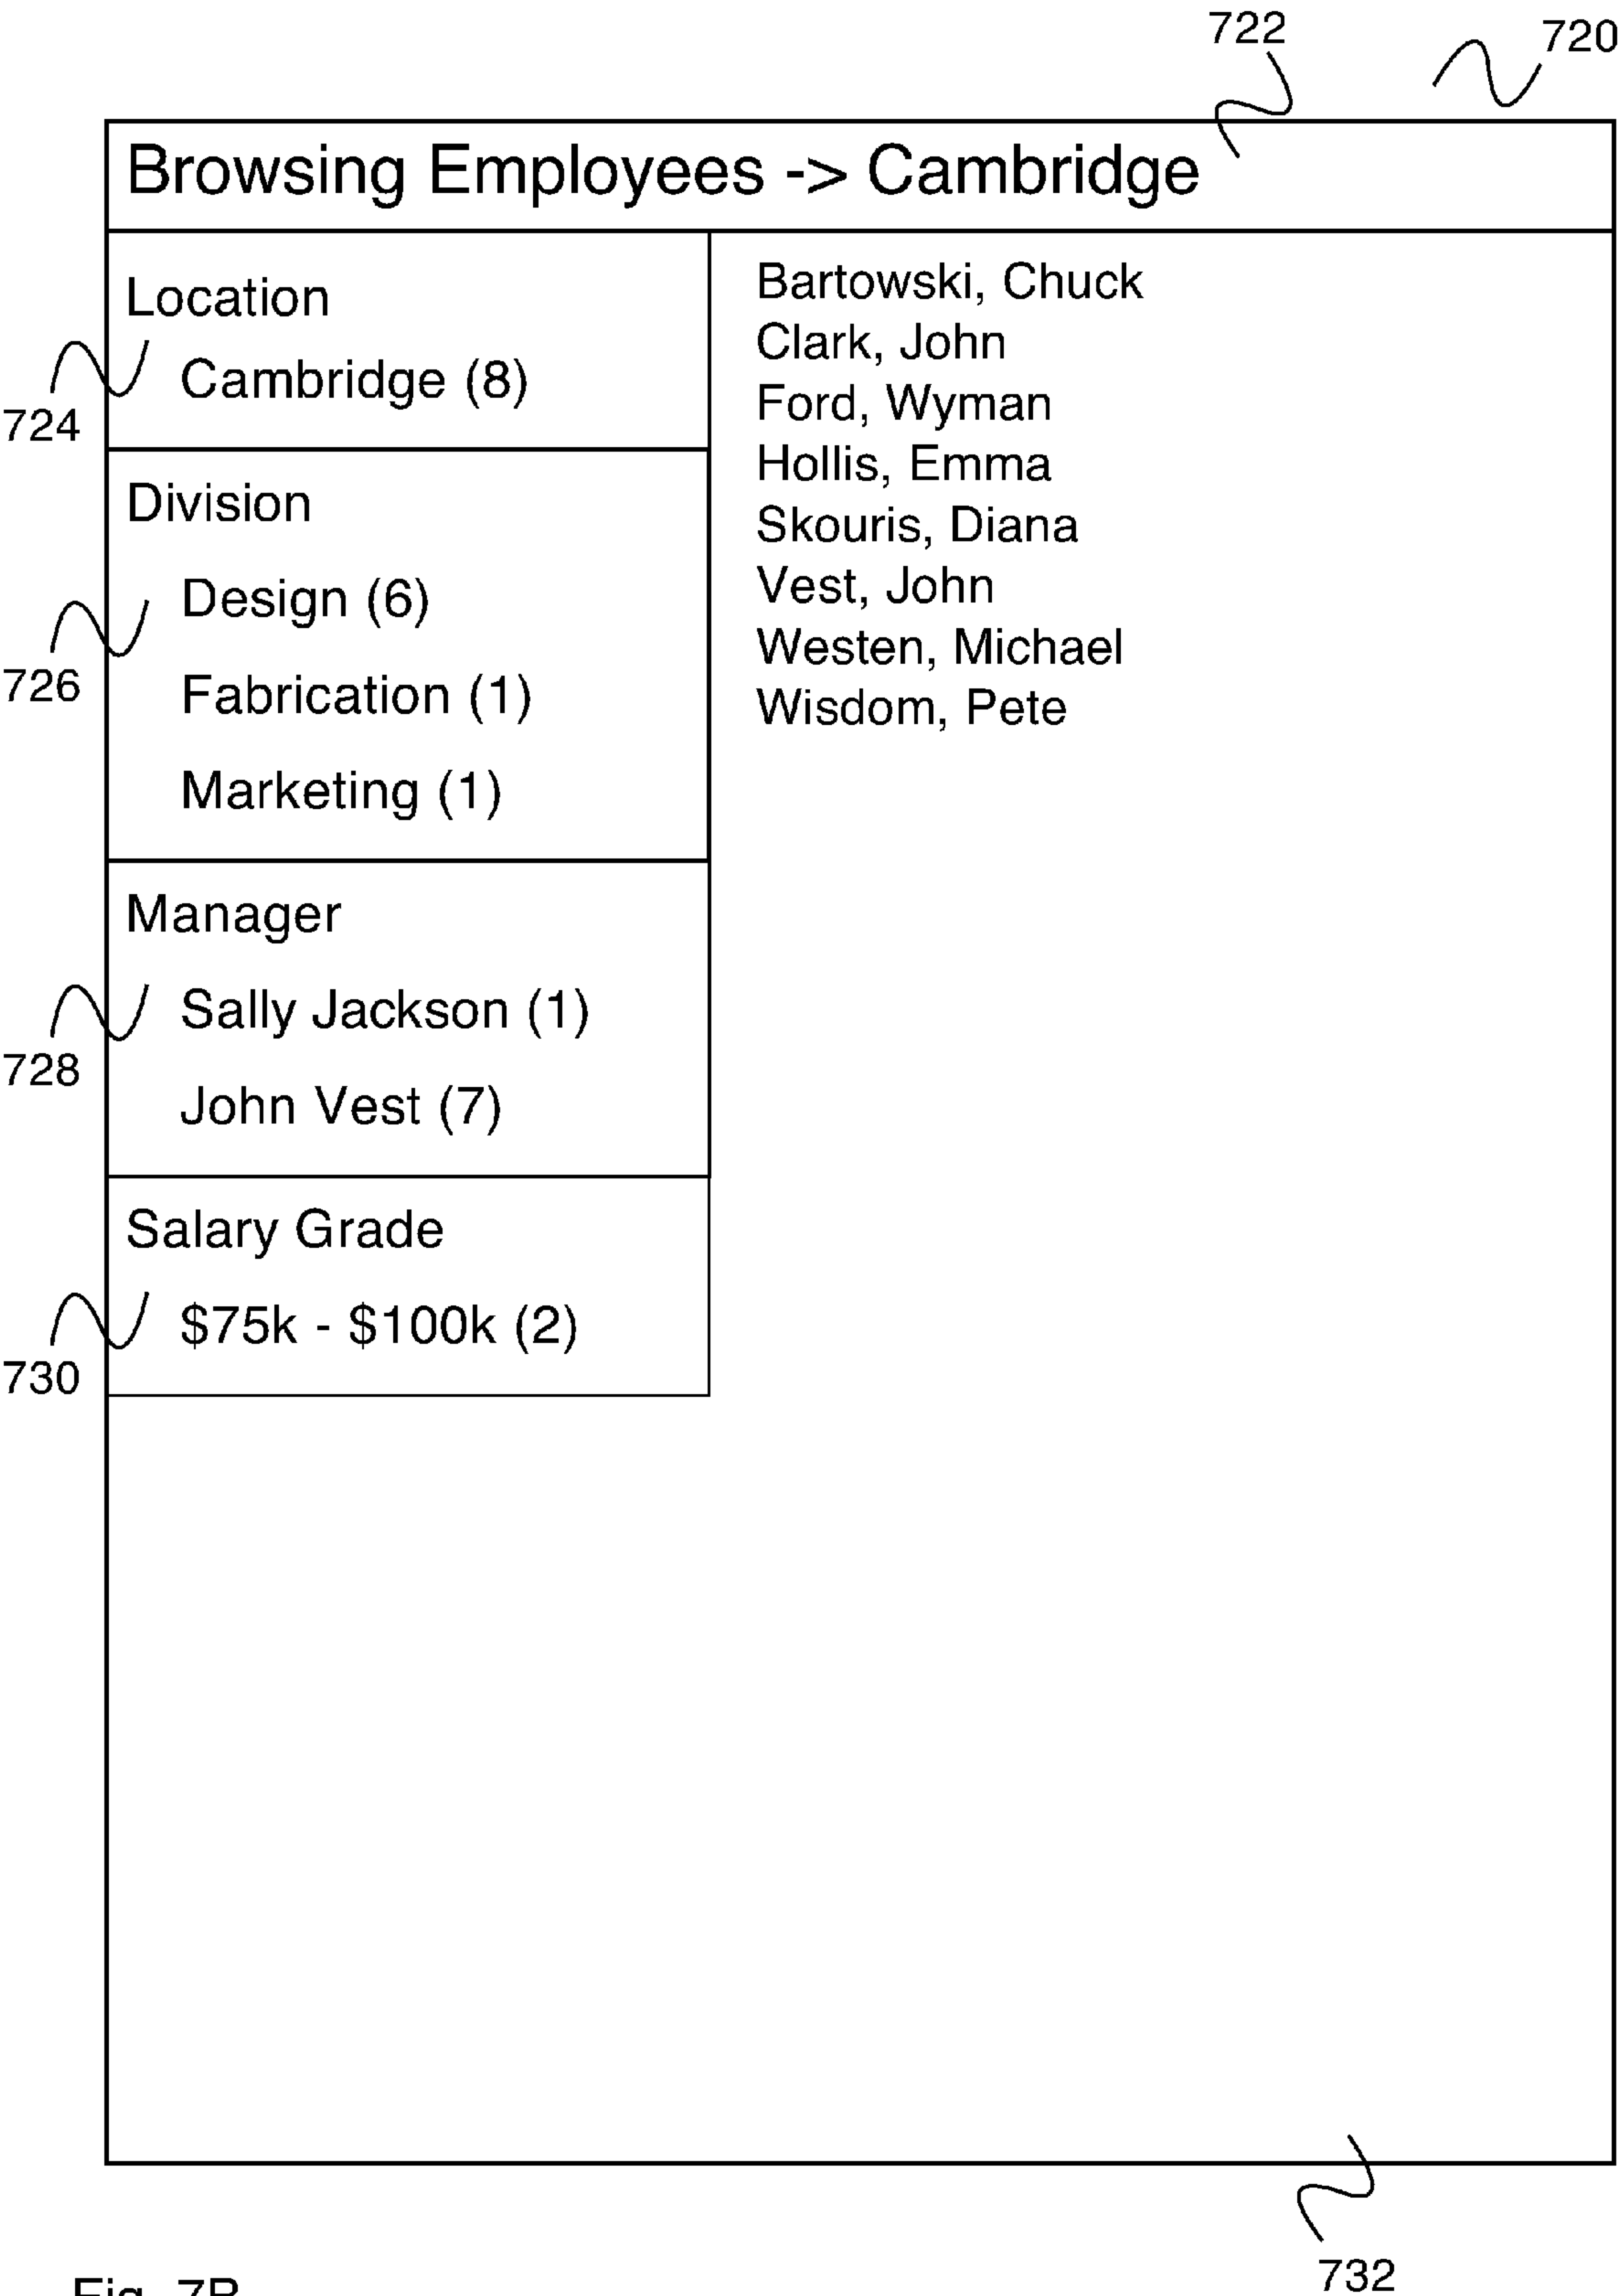 722
720
Browsing Employees -> Cambridge
Location
Cambridge (8)
724
Division
Design (6)
726
Fabrication (1)
Marketing (1)
Manager
Sally Jackson (1)
728
John Vest (7)
Salary Grade
$75k - $100k (2)
730
Bartowski, Chuck
Clark, John
Ford, Wyman
Hollis, Emma
Skouris, Diana
Vest, John
Westen, Michael
Wisdom, Pete
732
Fig. 7B